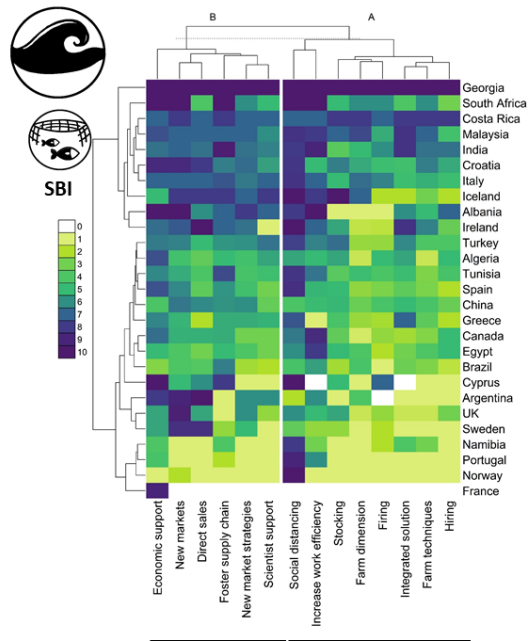 B A
SBI
0
1
2
3
4
5
6
7
8
9
10
Georgia
South Africa
Costa Rica
Malaysia
India
Croatia
Italy
Iceland
Albania
Ireland
Turkey
Algeria
Tunisia
Spain
China
Greece
Canada
Egypt
Brazil
Cyprus
Argentina
UK
Sweden
Namibia
Portugal
Norway
France
Economic support
New markets
Direct sales
Foster supply chain
New market strategies
Scientist support
Social distancing
Increase work efficiency
Stocking
Farm dimension
Firing
Integrated solution
Farm techniques
Hiring